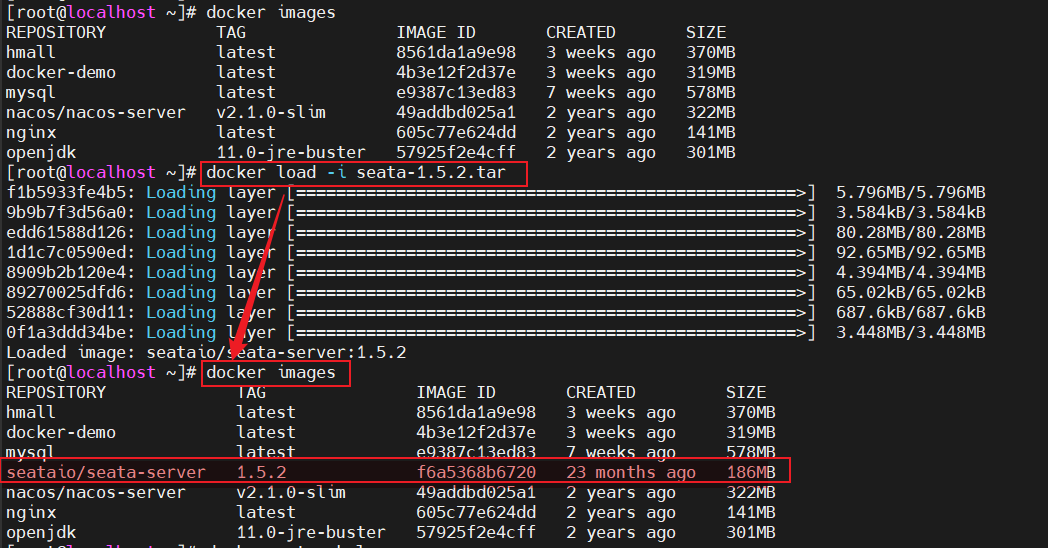 [root@localhost ~]# docker images
REPOSITORY TAG IMAGE ID CREATED SIZE
hmall latest 8561da1a9e98 3 weeks ago 370MB
docker-demo latest 4b3e12f2d37e 3 weeks ago 319MB
mysql latest e9387c13ed83 7 weeks ago 578MB
nacos/nacos-server v2.1.0-slim 49addbd025a1 2 years ago 322MB
nginx latest 605c77e624dd 2 years ago 141MB
openjdk 11.0-jre-buster 57925f2e4cff 2 years ago 301MB
[root@localhost ~]# docker load -i seata-1.5.2.tar
f1b5933fe4b5: Loading layer [==================================================>] 5.796MB/5.796MB
9b9b7f3d56a0: Loading layer [==================================================>] 3.584kB/3.584kB
edd61588d126: Loading layer [==================================================>] 80.28MB/80.28MB
1d1c7c0590ed: Loading layer [==================================================>] 92.65MB/92.65MB
8909b2b120e4: Loading layer [==================================================>] 4.394MB/4.394MB
89270025dfd6: Loading layer [==================================================>] 65.02kB/65.02kB
52888cf30d11: Loading layer [==================================================>] 687.6kB/687.6kB
0f1a3ddd34be: Loading layer [==================================================>] 3.448MB/3.448MB
Loaded image: seataio/seata-server:1.5.2
[root@localhost ~]# docker images
REPOSITORY TAG IMAGE ID CREATED SIZE
hmall latest 8561da1a9e98 3 weeks ago 370MB
docker-demo latest 4b3e12f2d37e 3 weeks ago 319MB
mysql latest e9387c13ed83 7 weeks ago 578MB
seataio/seata-server 1.5.2 f6a5368b6720 23 months ago 186MB
nacos/nacos-server v2.1.0-slim 49addbd025a1 2 years ago 322MB
nginx latest 605c77e624dd 2 years ago 141MB
openjdk 11.0-jre-buster 57925f2e4cff 2 years ago 301MB
[root@localhost ~]# docker